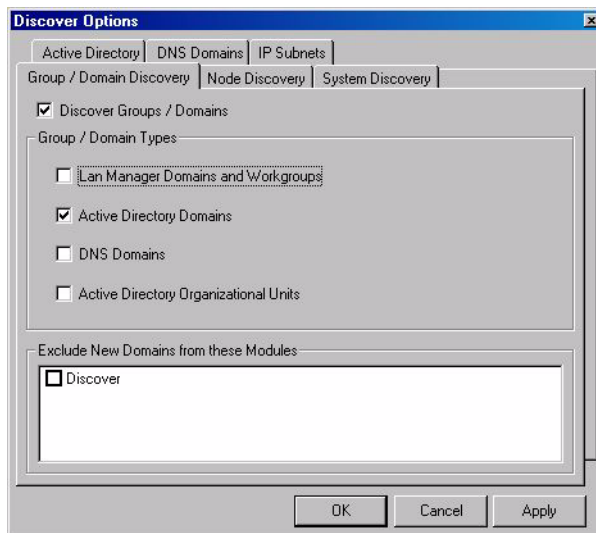 Discover Options
Active Directory DNS Domains IP Subnets
Group / Domain Discovery Node Discovery System Discovery
Discover Groups / Domains
Group / Domain Types
Lan Manager Domains and Workgroups
Active Directory Domains
DNS Domains
Active Directory Organizational Units
Exclude New Domains from these Modules
Discover
OK Cancel Apply